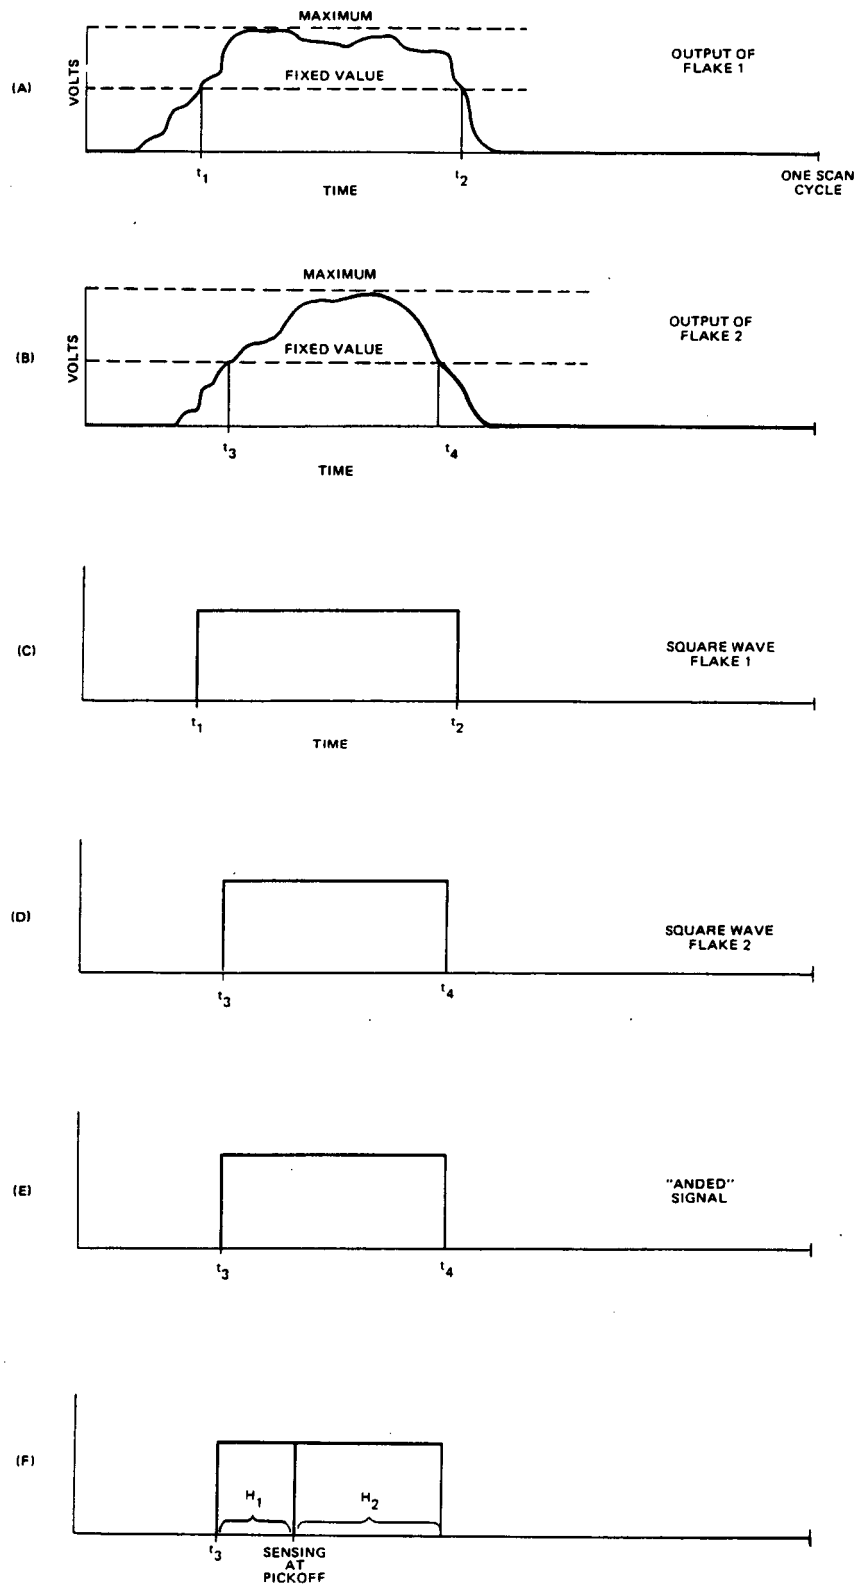 MAXIMUM
OUTPUT OF
FLAKE 1
(A)
VOLTS
FIXED VALUE
t1
t2
TIME
ONE SCAN
CYCLE
MAXIMUM
OUTPUT OF
FLAKE 2
(B)
VOLTS
FIXED VALUE
t3
t4
TIME
(C)
SQUARE WAVE
FLAKE 1
t1
t2
TIME
(D)
SQUARE WAVE
FLAKE 2
t3
t4
(E)
"ANDED"
SIGNAL
t3
t4
(F)
H1
H2
t3
SENSING
AT
PICKOFF